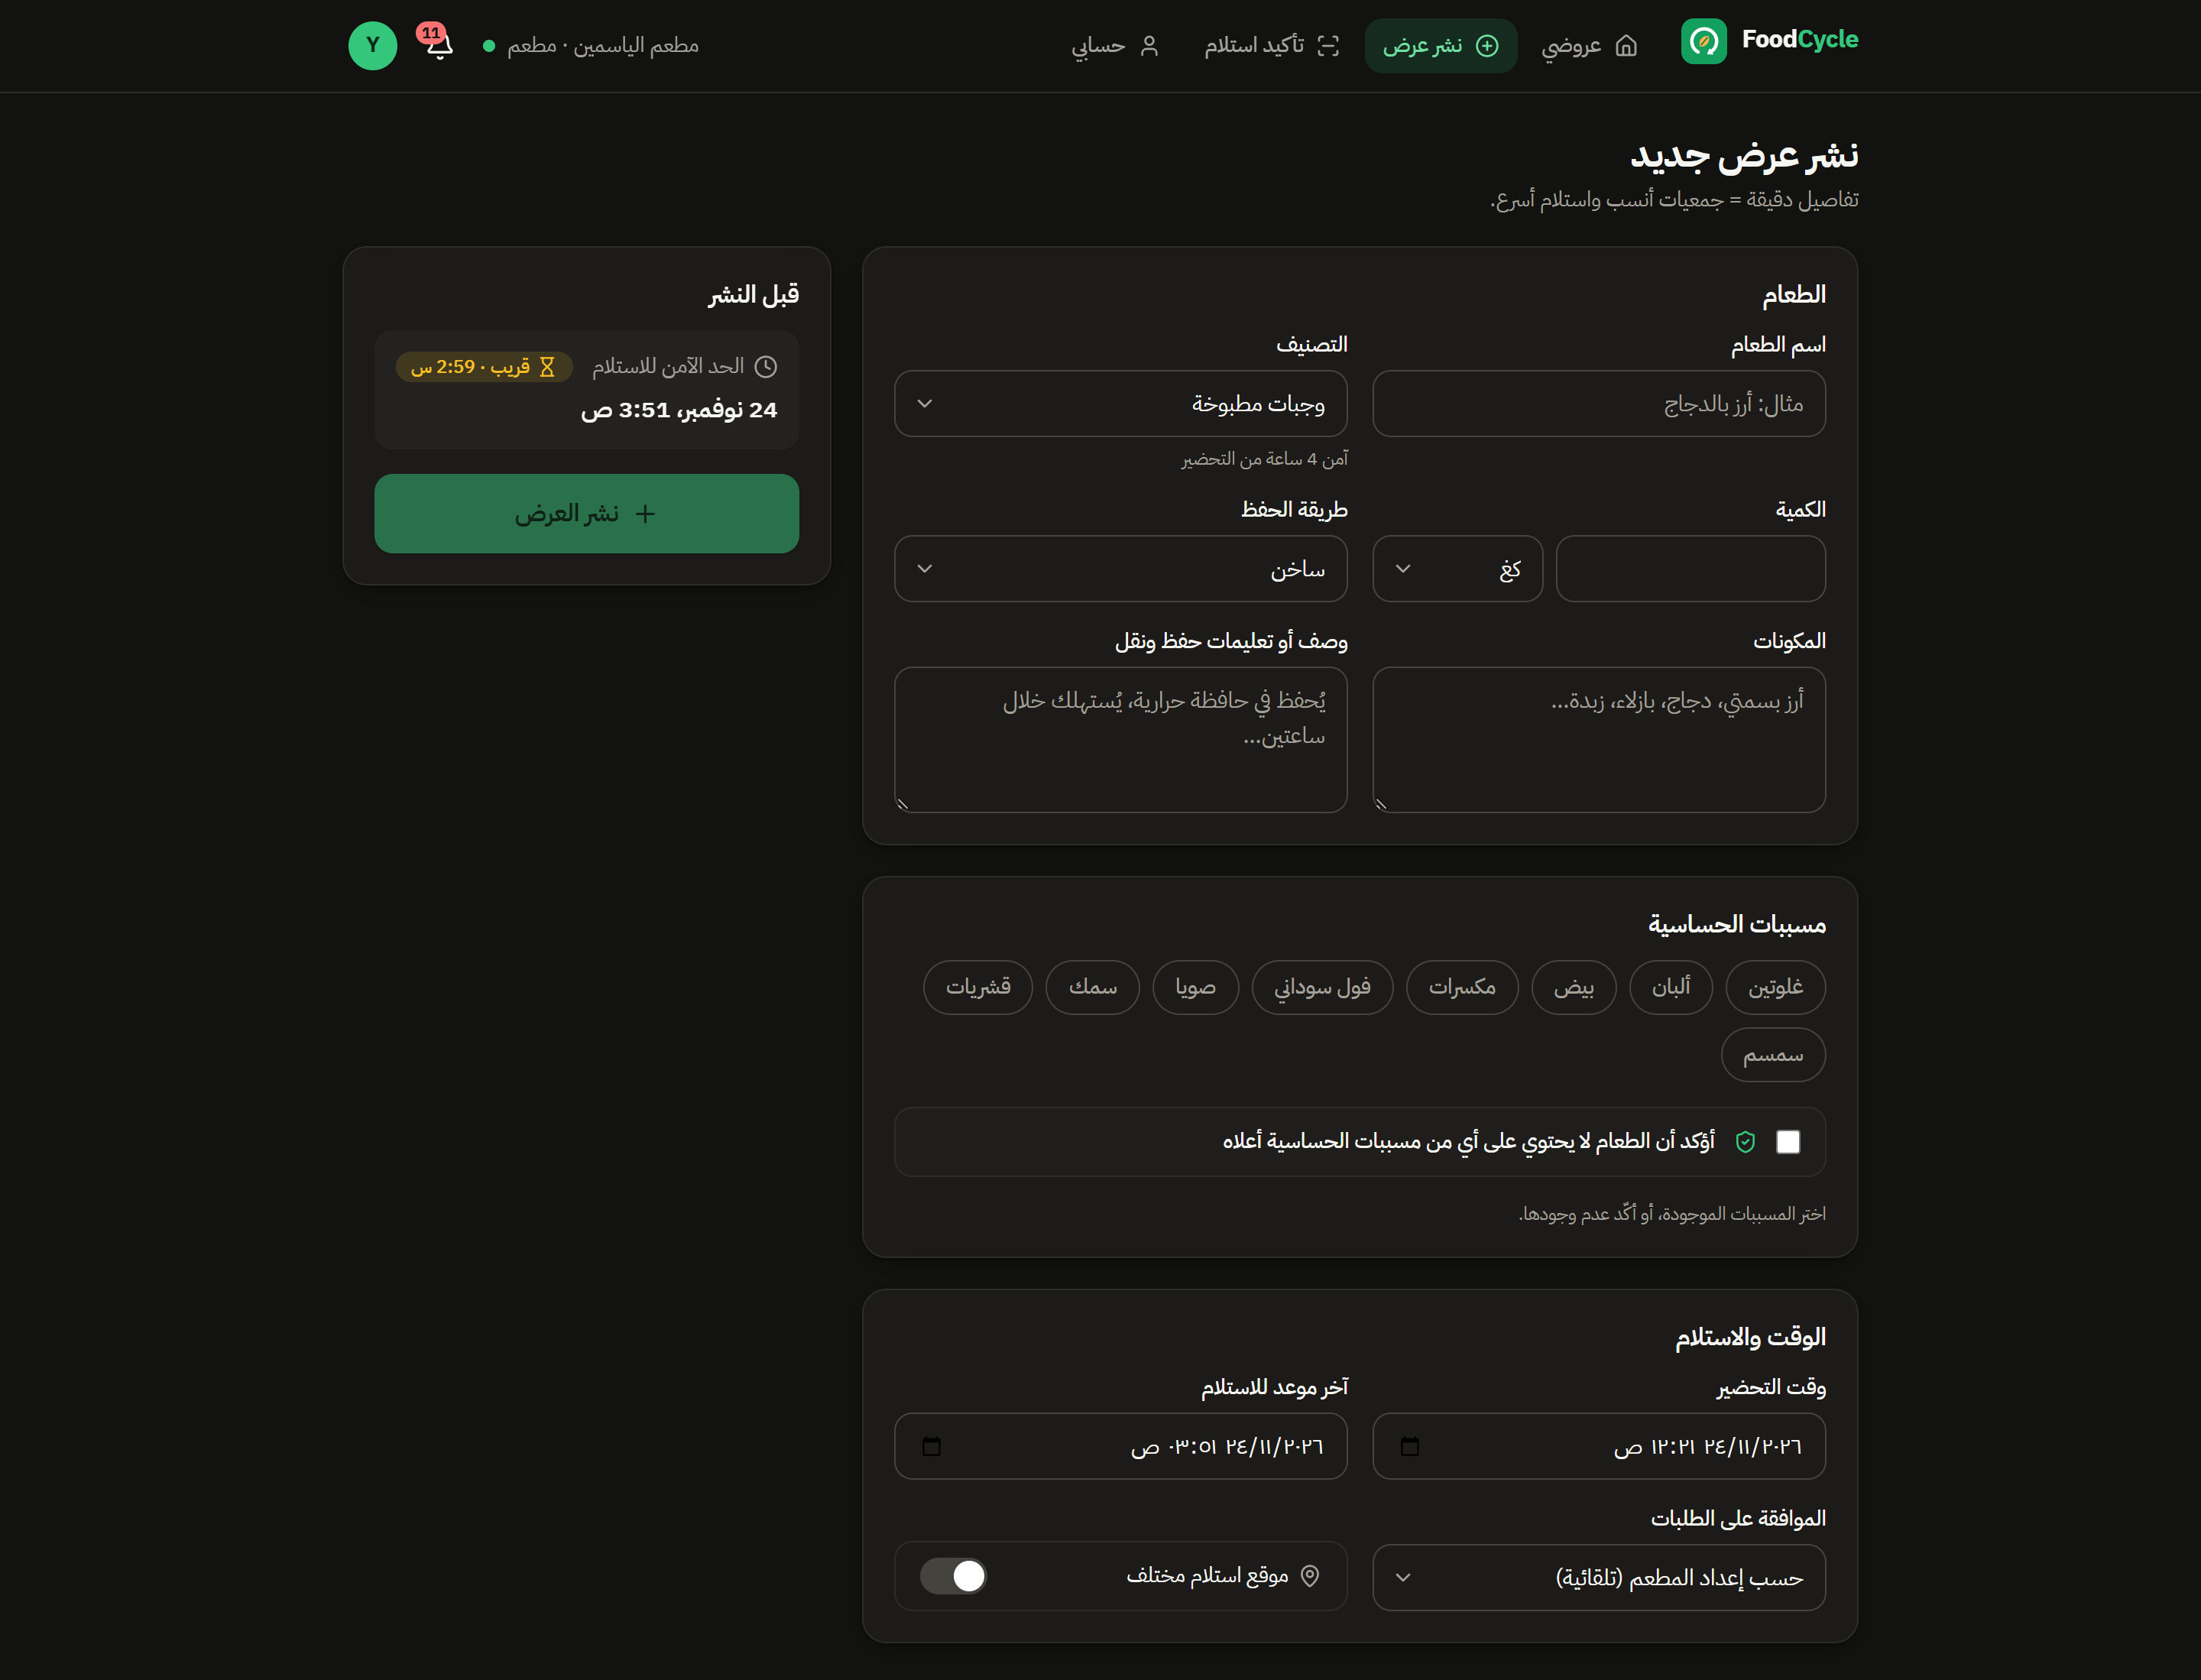 FoodCycle
عروضي
نشر عرض
تأكيد استلام
حسابي
مطعم الياسمين · مطعم
11
Y
نشر عرض جديد
تفاصيل دقيقة = جمعيات أنسب واستلام أسرع.
الطعام
اسم الطعام
مثال: أرز بالدجاج
التصنيف
وجبات مطبوخة
آمن 4 ساعة من التحضير
الكمية
كغ
طريقة الحفظ
ساخن
المكونات
أرز بسمتي، دجاج، بازلاء، زبدة...
وصف أو تعليمات حفظ ونقل
يُحفظ في حافظة حرارية، يُستهلك خلال
ساعتين...
قبل النشر
الحد الآمن للاستلام
قريب · 2:59 س
24 نوفمبر، 3:51 ص
نشر العرض
مسببات الحساسية
غلوتين
ألبان
بيض
مكسرات
فول سوداني
صويا
سمك
قشريات
سمسم
أؤكد أن الطعام لا يحتوي على أي من مسببات الحساسية أعلاه
اختر المسببات الموجودة، أو أكّد عدم وجودها.
الوقت والاستلام
وقت التحضير
٢٤/١١/٢٠٢٦ ١٢:٢١ ص
آخر موعد للاستلام
٢٤/١١/٢٠٢٦ ٠٣:٥١ ص
الموافقة على الطلبات
حسب إعداد المطعم (تلقائية)
موقع استلام مختلف